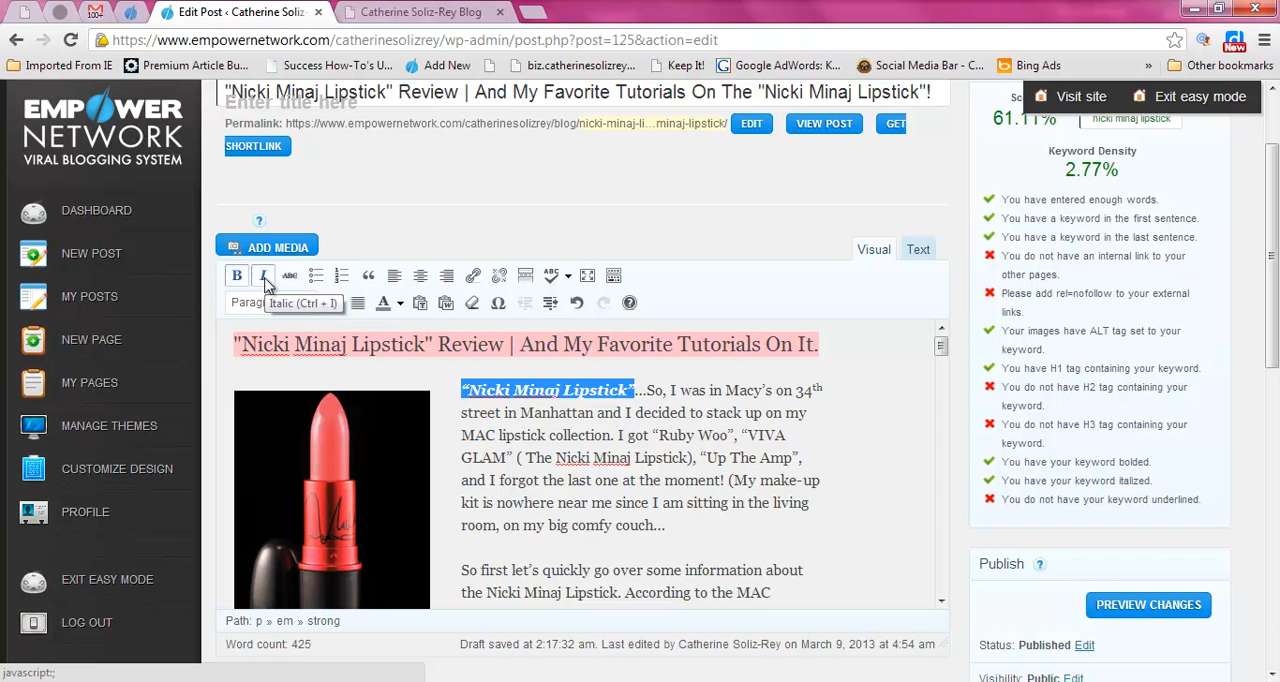 100+
Edit Post ‹ Catherine Soliz-
Catherine Soliz-Rey Blog
https://www.empowernetwork.com/catherinesolizrey/wp-admin/post.php?post=125&action=edit
New
Imported From IE
Premium Article Bu...
Success How-To's U...
Add New
biz.catherinesolizrey...
Keep It!
Google AdWords: K...
Social Media Bar - C...
Bing Ads
»
Other bookmarks
EMPOWER
NETWORK
VIRAL BLOGGING SYSTEM
DASHBOARD
NEW POST
MY POSTS
NEW PAGE
MY PAGES
MANAGE THEMES
CUSTOMIZE DESIGN
PROFILE
EXIT EASY MODE
LOG OUT
Visit site
Exit easy mode
Enter title here
"Nicki Minaj Lipstick" Review | And My Favorite Tutorials On The "Nicki Minaj Lipstick"!
Permalink: https://www.empowernetwork.com/catherinesolizrey/blog/nicki-minaj-li…minaj-lipstick/
EDIT
VIEW POST
GET
SHORTLINK
?
ADD MEDIA
Visual
Text
B I ABC
ABC
A
Italic (Ctrl + I)
"Nicki Minaj Lipstick" Review | And My Favorite Tutorials On It.
“Nicki Minaj Lipstick”...So, I was in Macy’s on 34th
street in Manhattan and I decided to stack up on my
MAC lipstick collection. I got “Ruby Woo”, “VIVA
GLAM” ( The Nicki Minaj Lipstick), “Up The Amp”,
and I forgot the last one at the moment! (My make-up
kit is nowhere near me since I am sitting in the living
room, on my big comfy couch…
So first let’s quickly go over some information about
the Nicki Minaj Lipstick. According to the MAC
Path: p » em » strong
Word count: 425
Draft saved at 2:17:32 am. Last edited by Catherine Soliz-Rey on March 9, 2013 at 4:54 am
61.11%
nicki minaj lipstick
Keyword Density
2.77%
You have entered enough words.
You have a keyword in the first sentence.
You have a keyword in the last sentence.
You do not have an internal link to your
other pages.
Please add rel=nofollow to your external
links.
Your images have ALT tag set to your
keyword.
You have H1 tag containing your keyword.
You do not have H2 tag containing your
keyword.
You do not have H3 tag containing your
keyword.
You have your keyword bolded.
You have your keyword italized.
You do not have your keyword underlined.
Publish ?
PREVIEW CHANGES
Status: Published Edit
Visibility: Public Edit
javascript:;